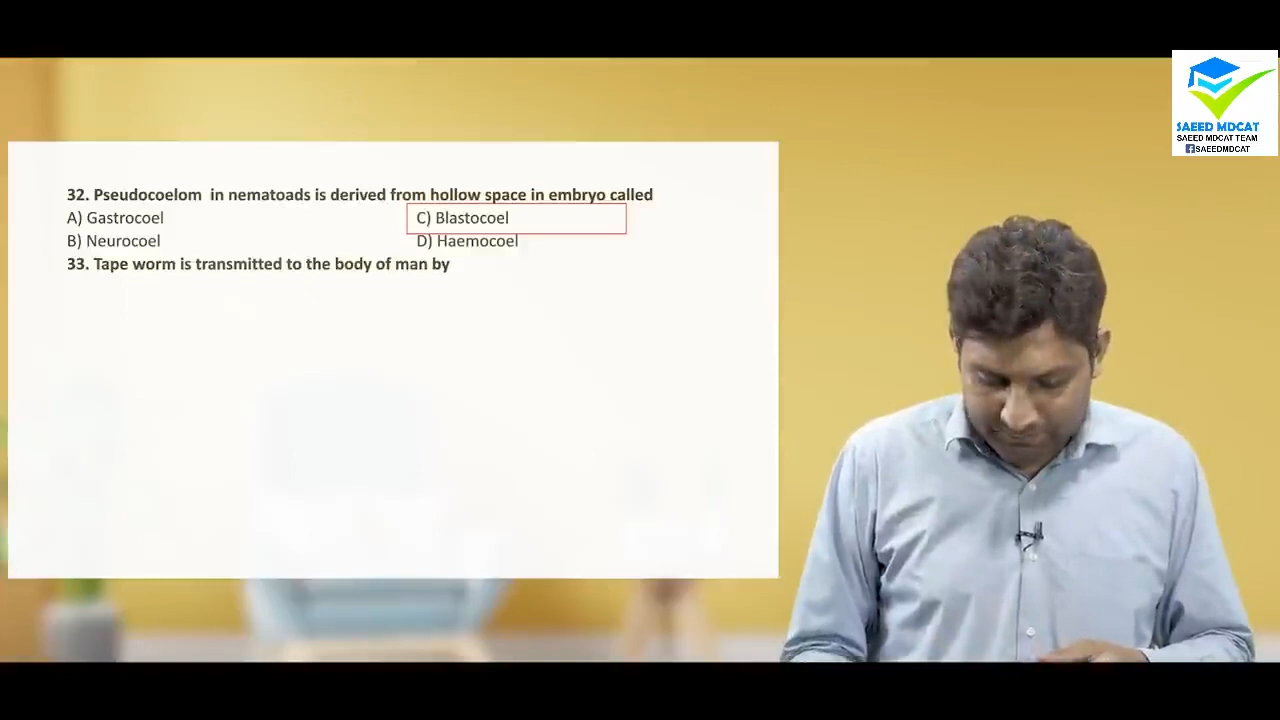 SAEED MDCAT
SAEED MDCAT TEAM
SAEEDMDCAT
32. Pseudocoelom in nematoads is derived from hollow space in embryo called
A) Gastrocoel C) Blastocoel
B) Neurocoel D) Haemocoel
33. Tape worm is transmitted to the body of man by